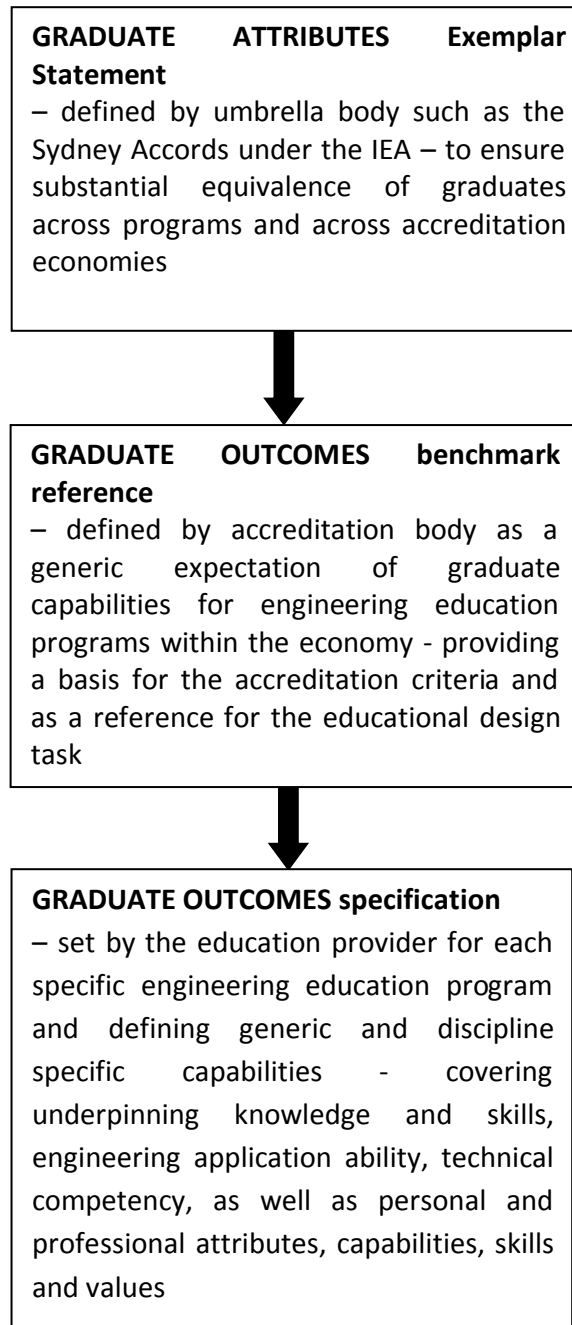 GRADUATE ATTRIBUTES Exemplar
Statement
– defined by umbrella body such as the
Sydney Accords under the IEA – to ensure
substantial equivalence of graduates
across programs and across accreditation
economies
GRADUATE OUTCOMES benchmark
reference
– defined by accreditation body as a
generic expectation of graduate
capabilities for engineering education
programs within the economy - providing
a basis for the accreditation criteria and
as a reference for the educational design
task
GRADUATE OUTCOMES specification
– set by the education provider for each
specific engineering education program
and defining generic and discipline
specific capabilities - covering
underpinning knowledge and skills,
engineering application ability, technical
competency, as well as personal and
professional attributes, capabilities, skills
and values